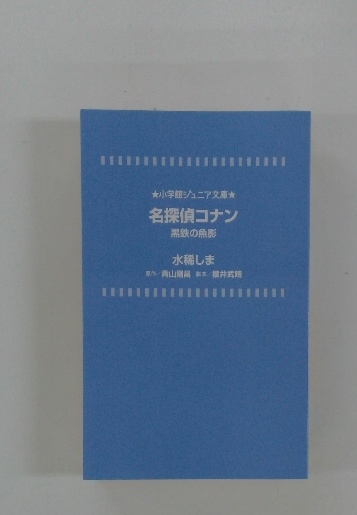 ★小学館ジュニア文庫★
名探偵コナン
黒鉄の魚影
水稀しま
原作／青山剛昌 脚本／櫻井武晴